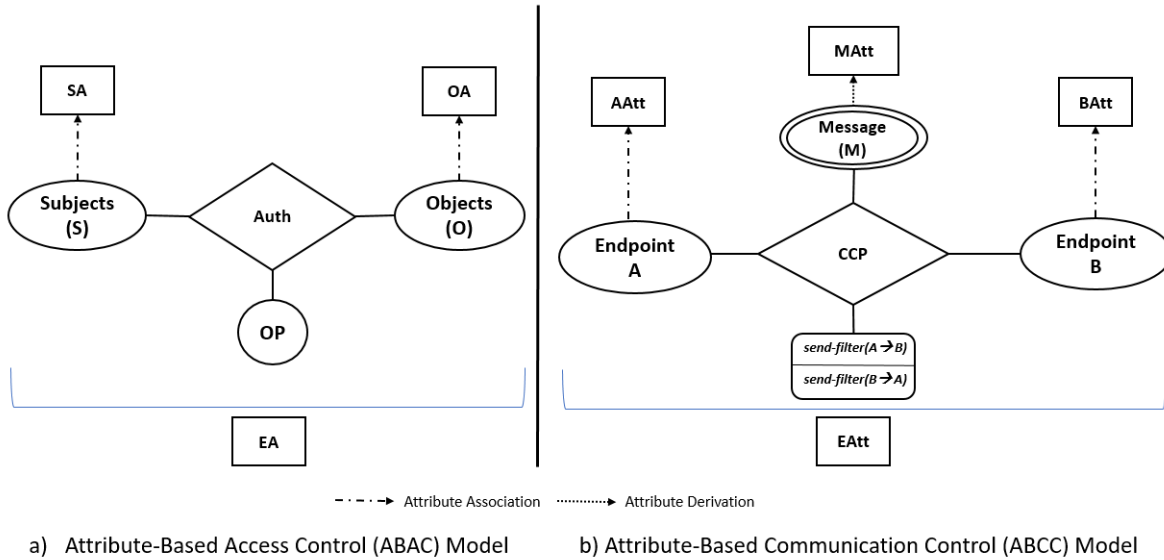 SA
OA
Subjects
(S)
Auth
Objects
(O)
OP
EA
MAtt
AAtt
BAtt
Message
(M)
Endpoint
A
CCP
Endpoint
B
send-filter(A→B)
send-filter(B→A)
EAtt
Attribute Association
Attribute Derivation
a) Attribute-Based Access Control (ABAC) Model
b) Attribute-Based Communication Control (ABCC) Model